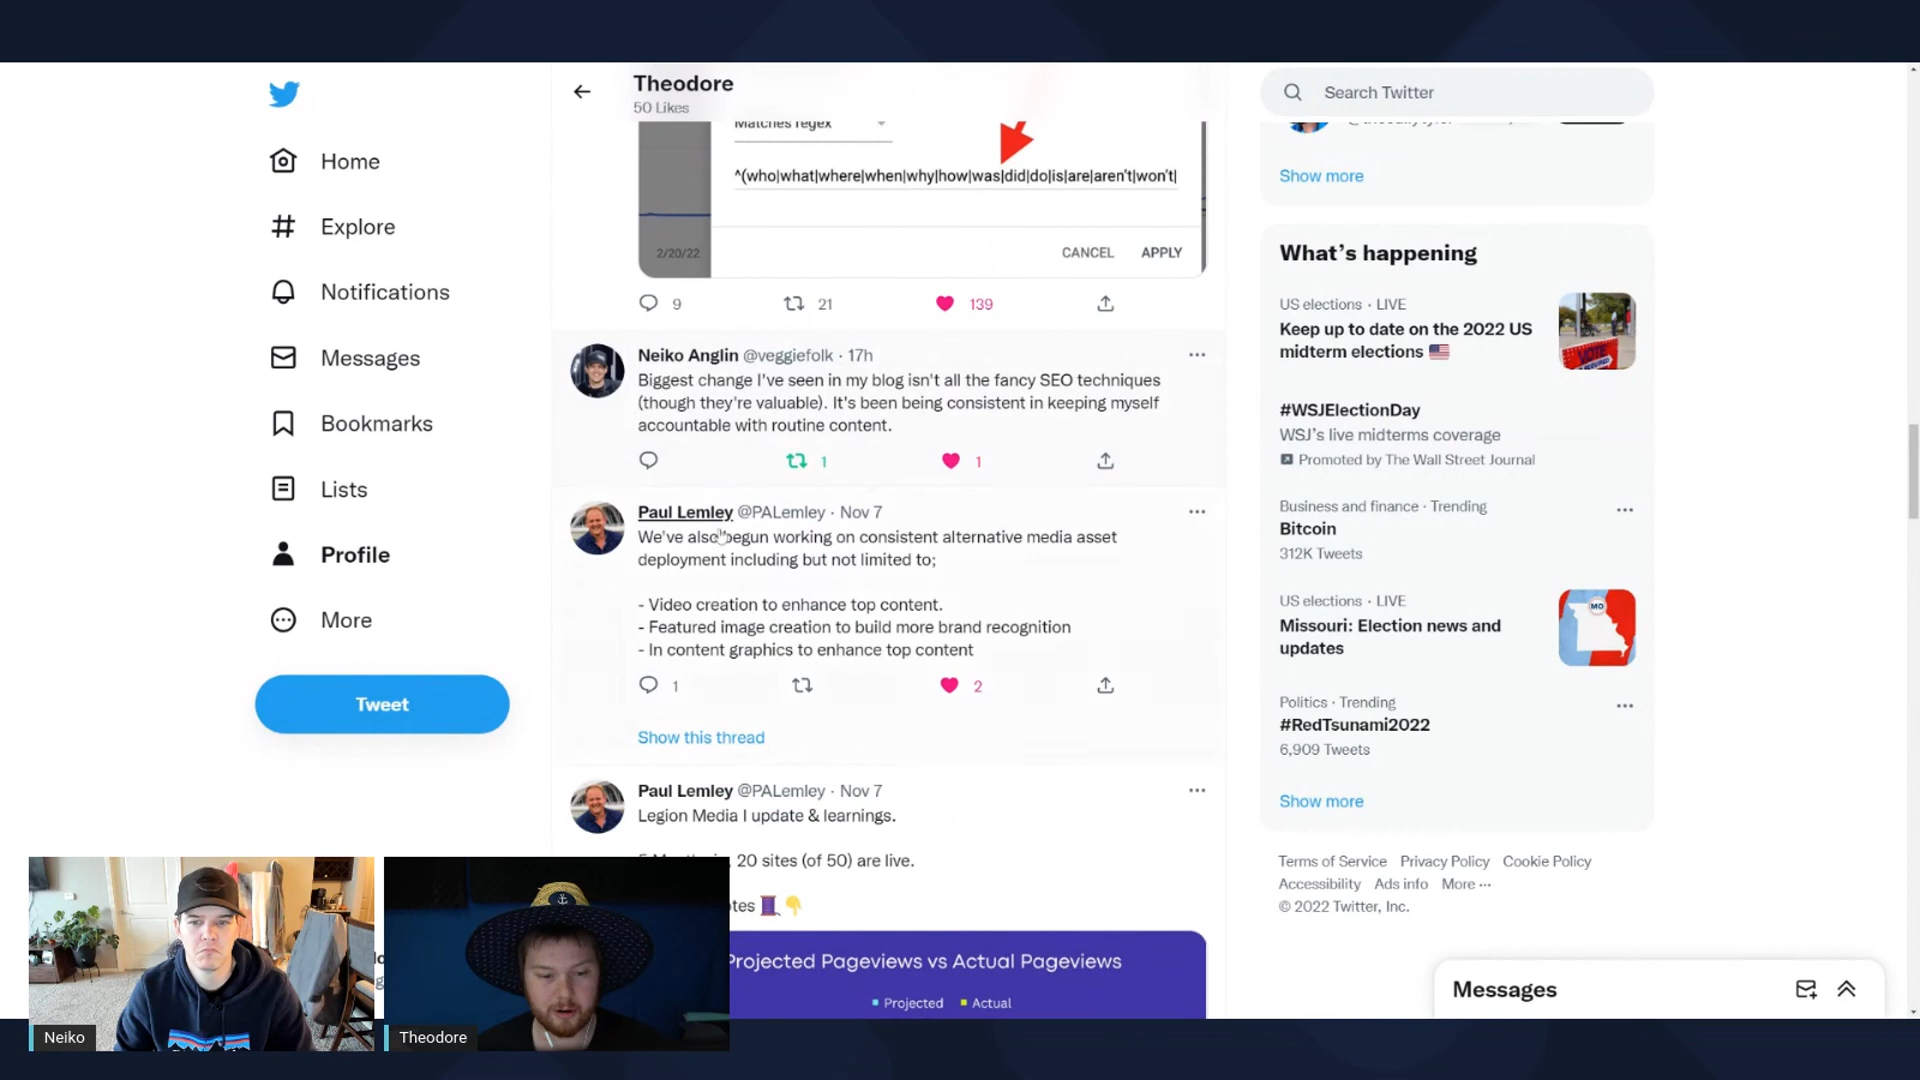 Home
Explore
Notifications
Messages
Bookmarks
Lists
Profile
More
Tweet
Theodore
50 Likes
Matches regex
^(who|what|where|when|why|how|was|did|do|is|are|aren't|won't|
2/20/22
CANCEL APPLY
9 21 139
Neiko Anglin @veggiefolk · 17h
Biggest change I've seen in my blog isn't all the fancy SEO techniques
(though they're valuable). It's been being consistent in keeping myself
accountable with routine content.
1 1
Paul Lemley @PALemley · Nov 7
We've also begun working on consistent alternative media asset
deployment including but not limited to;
- Video creation to enhance top content.
- Featured image creation to build more brand recognition
- In content graphics to enhance top content
1 2
Show this thread
Paul Lemley @PALemley · Nov 7
Legion Media I update & learnings.
20 sites (of 50) are live.
Projected Pageviews vs Actual Pageviews
Projected Actual
Search Twitter
Show more
What's happening
US elections · LIVE
Keep up to date on the 2022 US
midterm elections 🇺🇸
VOTE
#WSJElectionDay
WSJ's live midterms coverage
Promoted by The Wall Street Journal
Business and finance · Trending
Bitcoin
312K Tweets
US elections · LIVE
Missouri: Election news and
updates
MO
Politics · Trending
#RedTsunami2022
6,909 Tweets
Show more
Terms of Service Privacy Policy Cookie Policy
Accessibility Ads info More ···
© 2022 Twitter, Inc.
Messages
Neiko
Theodore